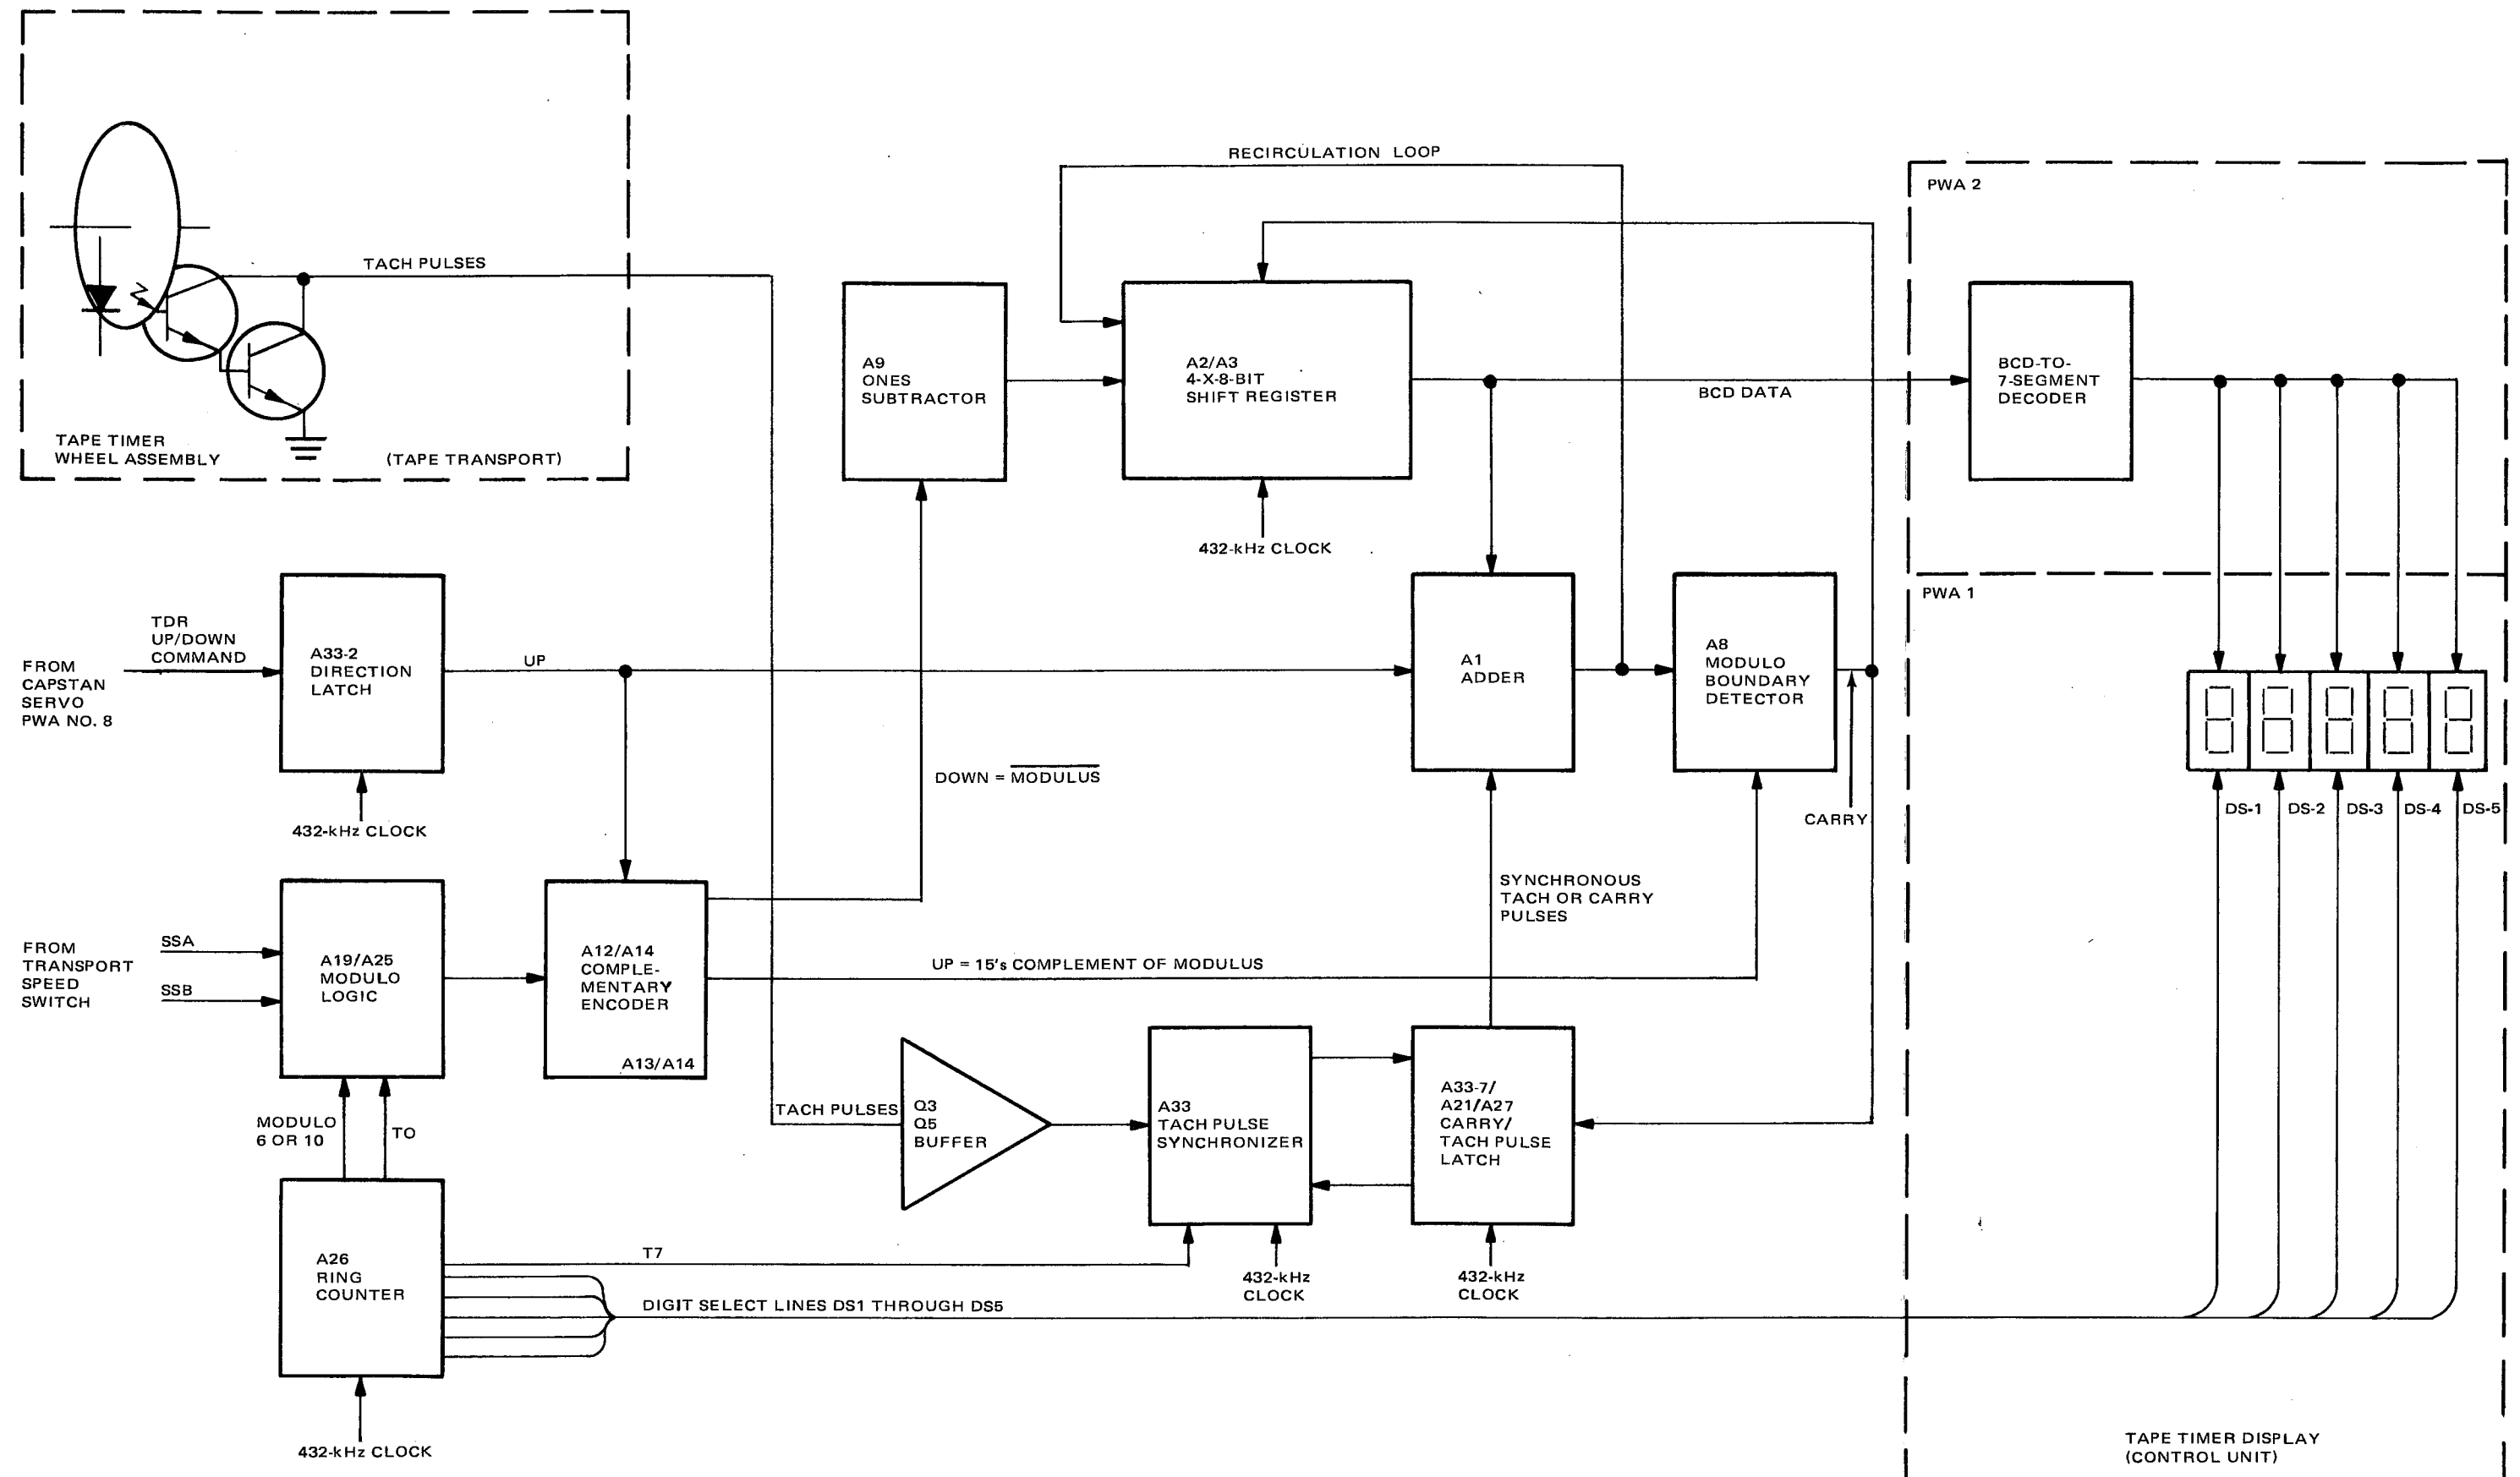 RECIRCULATION LOOP
PWA 2
TACH PULSES
TAPE TIMER
WHEEL ASSEMBLY
(TAPE TRANSPORT)
A9
ONES
SUBTRACTOR
A2/A3
4-X-8-BIT
SHIFT REGISTER
432-kHz CLOCK
BCD DATA
BCD-TO-
7-SEGMENT
DECODER
PWA 1
FROM
CAPSTAN
SERVO
PWA NO. 8
TDR
UP/DOWN
COMMAND
A33-2
DIRECTION
LATCH
432-kHz CLOCK
UP
A1
ADDER
A8
MODULO
BOUNDARY
DETECTOR
CARRY
DOWN = MODULUS
DS-1
DS-2
DS-3
DS-4
DS-5
FROM
TRANSPORT
SPEED
SWITCH
SSA
SSB
A19/A25
MODULO
LOGIC
A12/A14
COMPLE-
MENTARY
ENCODER
A13/A14
UP = 15's COMPLEMENT OF MODULUS
SYNCHRONOUS
TACH OR CARRY
PULSES
MODULO
6 OR 10
TO
TACH PULSES
Q3
Q5
BUFFER
A33
TACH PULSE
SYNCHRONIZER
A33-7/
A21/A27
CARRY/
TACH PULSE
LATCH
432-kHz
CLOCK
432-kHz
CLOCK
A26
RING
COUNTER
T7
DIGIT SELECT LINES DS1 THROUGH DS5
432-kHz CLOCK
TAPE TIMER DISPLAY
(CONTROL UNIT)